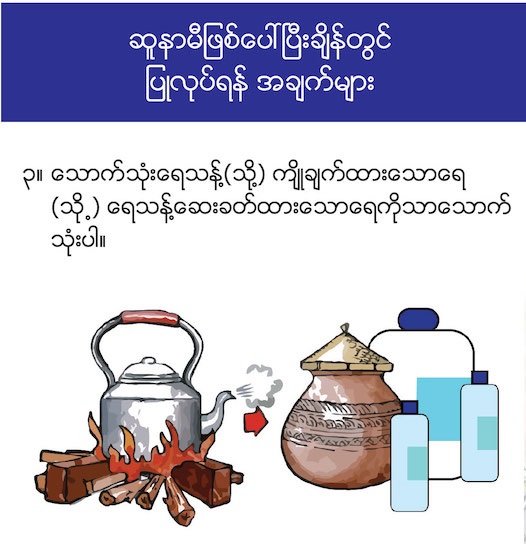 ဆူနာမီဖြစ်ပေါ်ပြီးချိန်တွင်
ပြုလုပ်ရန် အချက်များ
၃။ သောက်သုံးရေသန့်(သို့) ကျိုချက်ထားသောရေ
(သို့) ရေသန့်ဆေးခတ်ထားသောရေကိုသာသောက်
သုံးပါ။